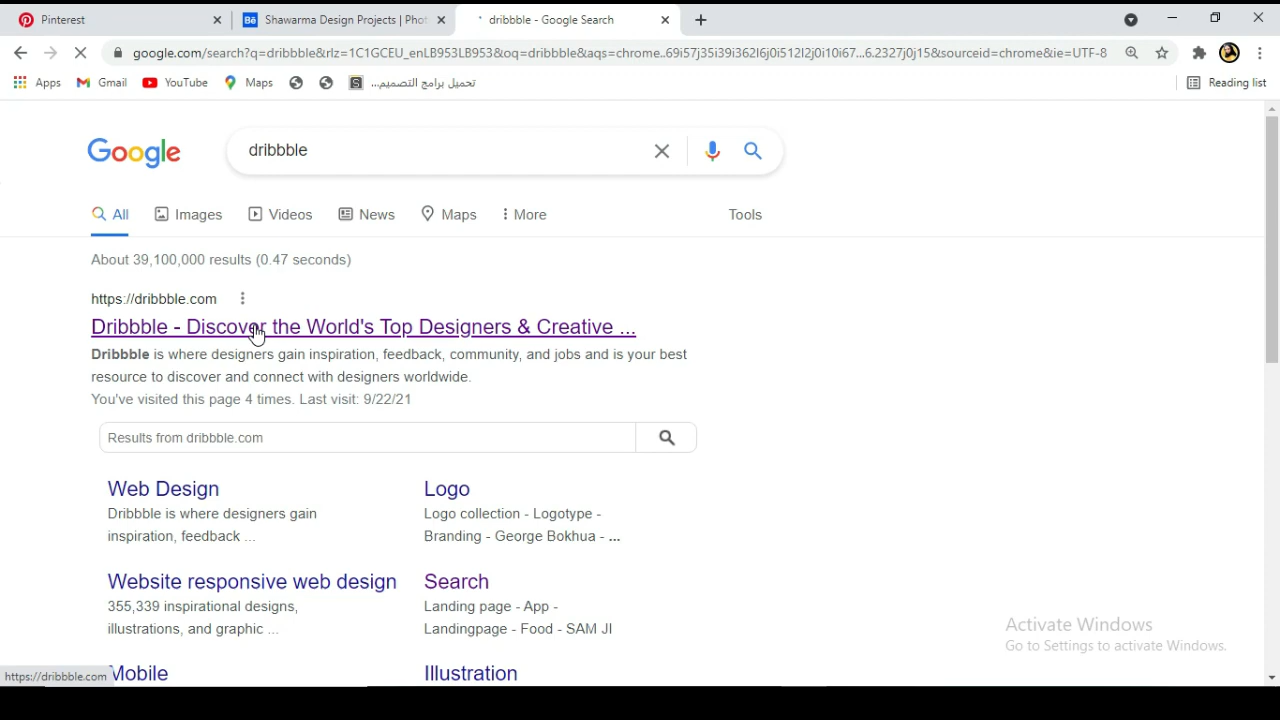 Pinterest
Shawarma Design Projects | Phot
dribbble - Google Search
google.com/search?q=dribbble&rlz=1C1GCEU_enLB953LB953&oq=dribbble&aqs=chrome..69i57j35i39i362l6j0i512l2j0i10i67...6.2327j0j15&sourceid=chrome&ie=UTF-8
Apps Gmail YouTube Maps تحميل برامج التصميم... Reading list
Google dribbble
All Images Videos News Maps More Tools
About 39,100,000 results (0.47 seconds)
https://dribbble.com
Dribbble - Discover the World's Top Designers & Creative ...
Dribbble is where designers gain inspiration, feedback, community, and jobs and is your best
resource to discover and connect with designers worldwide.
You've visited this page 4 times. Last visit: 9/22/21
Results from dribbble.com
Web Design
Dribbble is where designers gain
inspiration, feedback ...
Logo
Logo collection - Logotype -
Branding - George Bokhua - ...
Website responsive web design
355,339 inspirational designs,
illustrations, and graphic ...
Search
Landing page - App -
Landingpage - Food - SAM JI
Mobile
Illustration
Activate Windows
Go to Settings to activate Windows.
https://dribbble.com